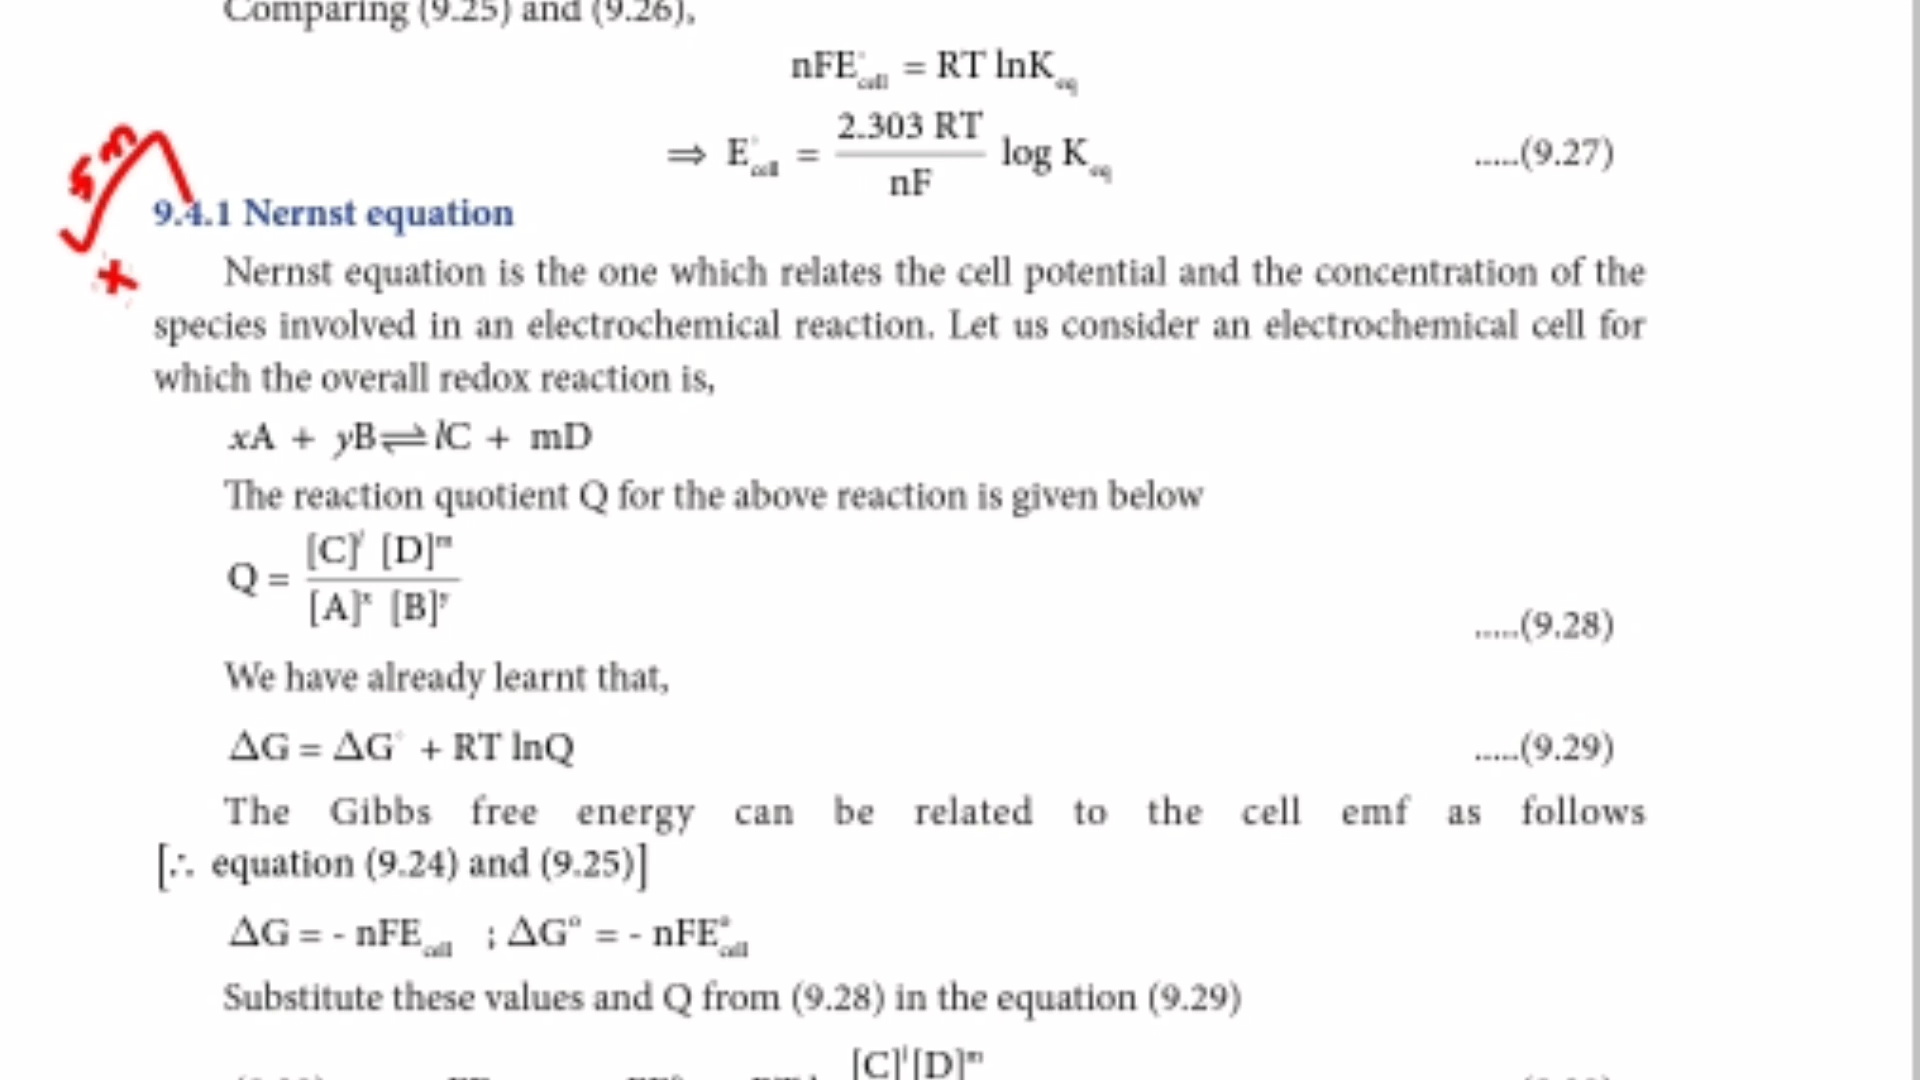 Comparing (9.25) and (9.26),
nFE°cell = RT lnKeq
⇒ E°cell = 2.303 RT / nF log Keq .....(9.27)
5m
9.4.1 Nernst equation
Nernst equation is the one which relates the cell potential and the concentration of the
species involved in an electrochemical reaction. Let us consider an electrochemical cell for
which the overall redox reaction is,
xA + yB⇌lC + mD
The reaction quotient Q for the above reaction is given below
Q = [C]^l [D]^m / [A]^x [B]^y
.....(9.28)
We have already learnt that,
ΔG = ΔG° + RT lnQ .....(9.29)
The Gibbs free energy can be related to the cell emf as follows
[∴ equation (9.24) and (9.25)]
ΔG = - nFEcell ; ΔG° = - nFE°cell
Substitute these values and Q from (9.28) in the equation (9.29)
[C]^l[D]^m